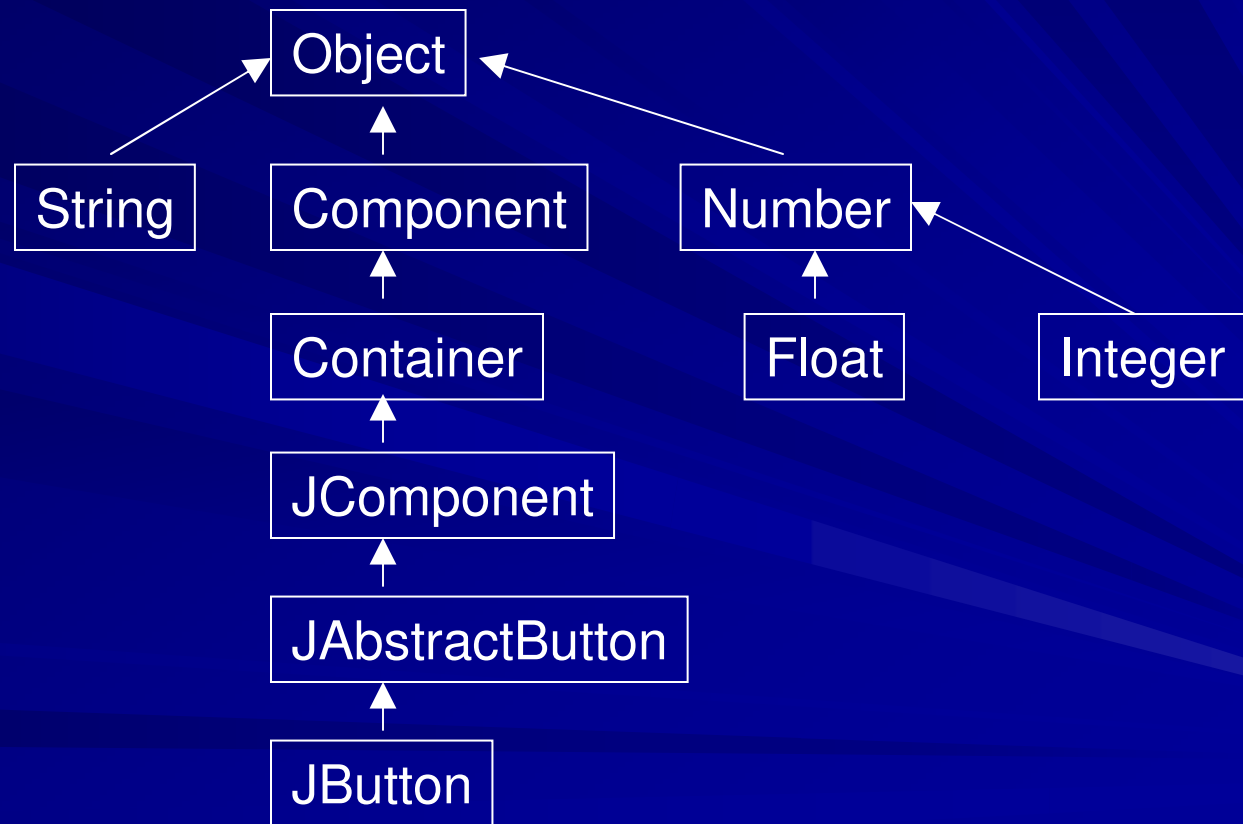 Object
String
Component
Number
Container
Float
Integer
JComponent
JAbstractButton
JButton